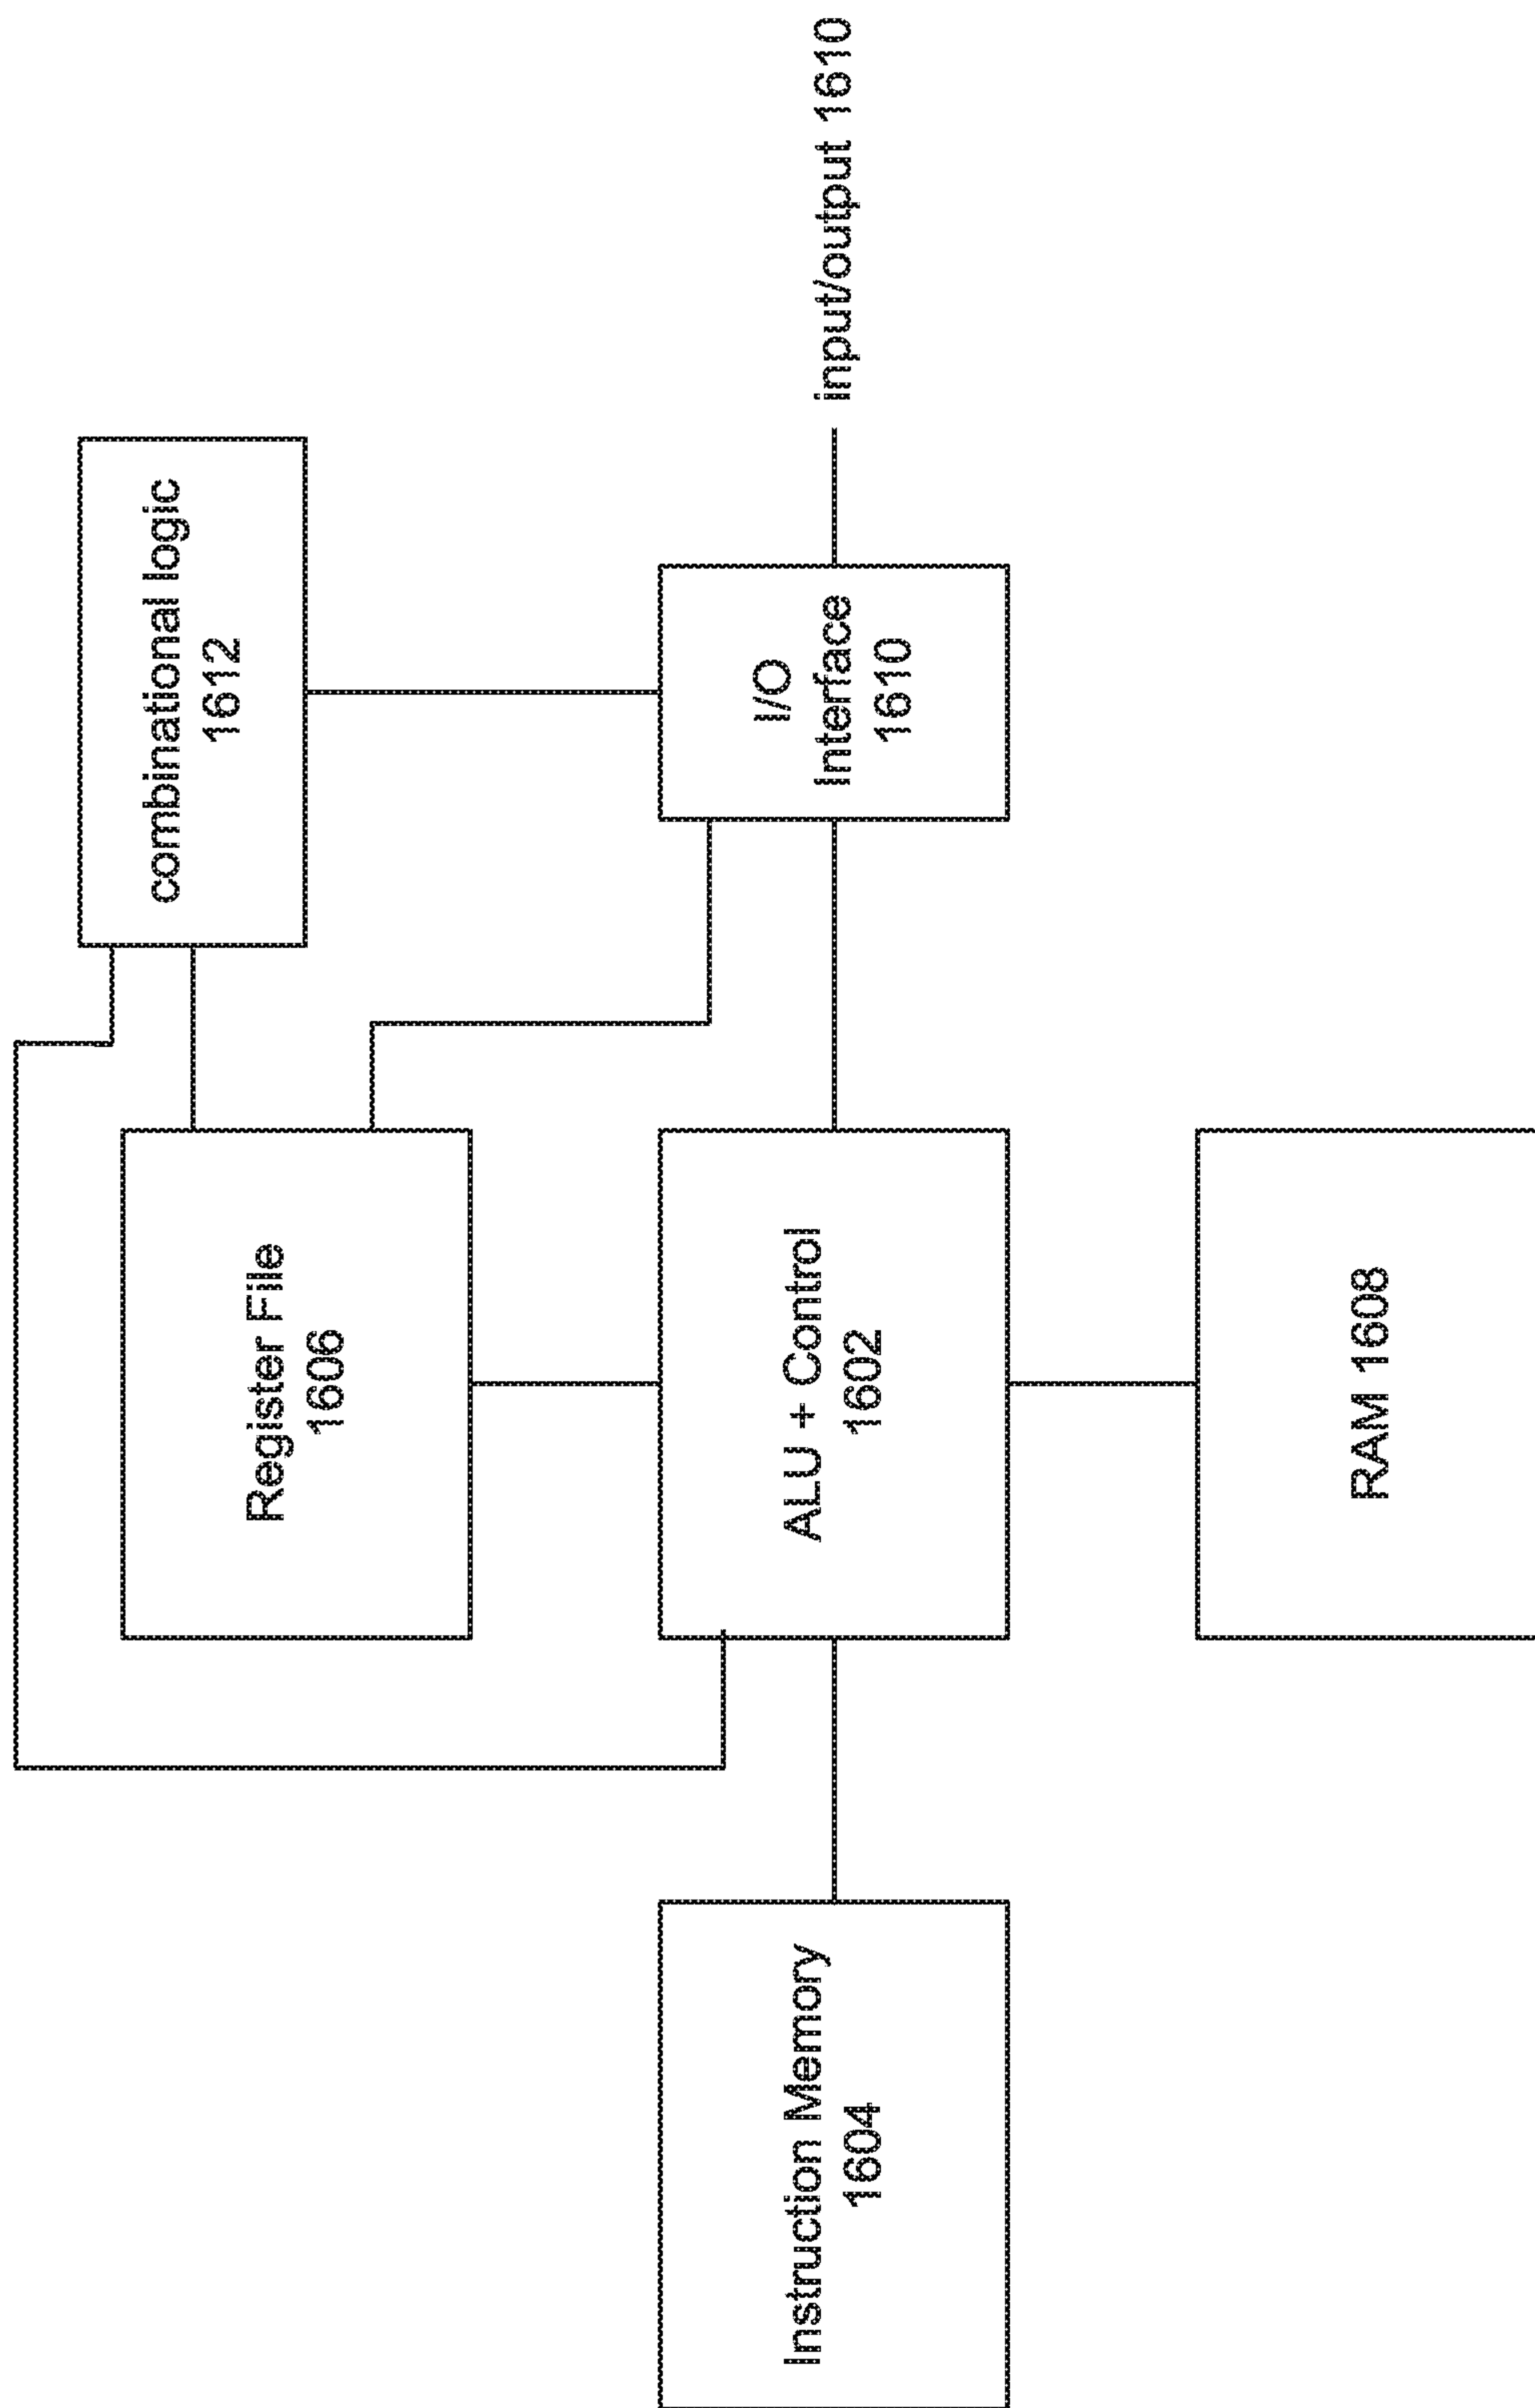 Register File
1606
combinational logic
1612
Instruction Memory
1604
ALU + Control
1602
I/O
Interface
1610
input/output 1610
RAM 1608